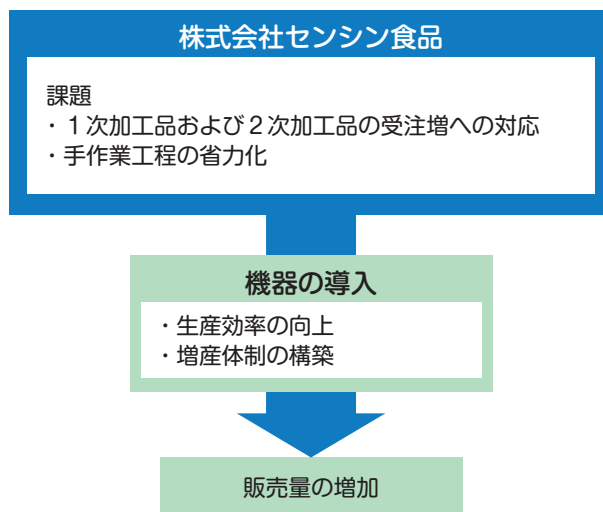 株式会社センシン食品
課題
・１次加工品および２次加工品の受注増への対応
・手作業工程の省力化
機器の導入
・生産効率の向上
・増産体制の構築
販売量の増加